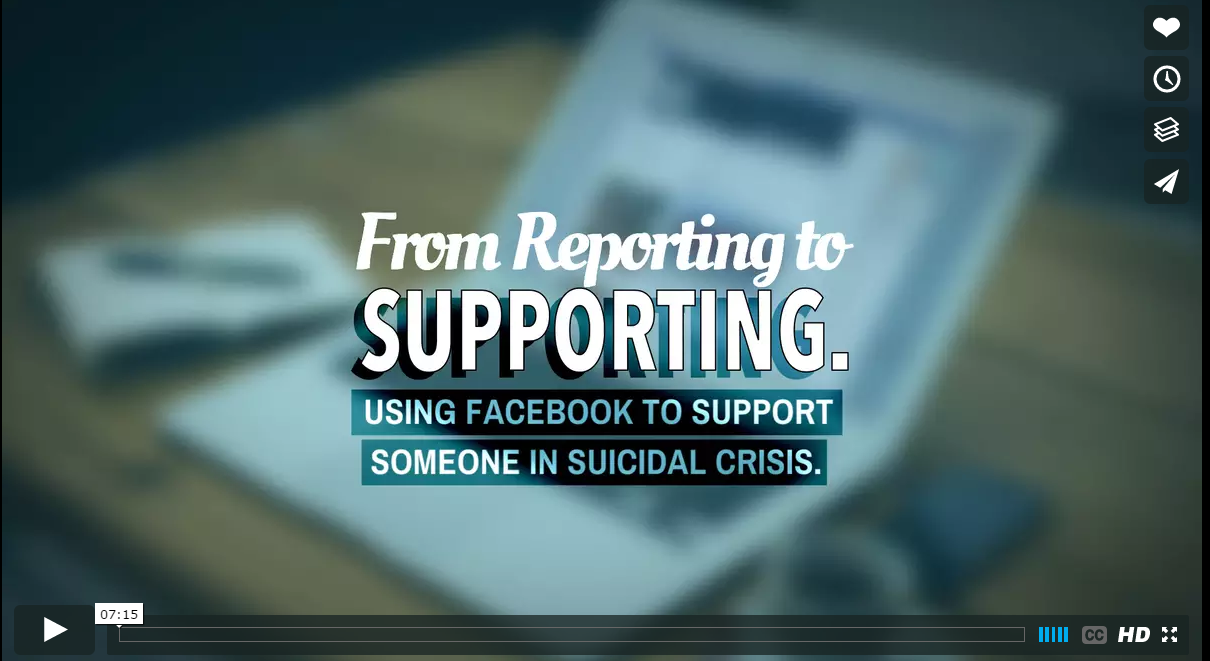 From Reporting to
SUPPORTING.
USING FACEBOOK TO SUPPORT
SOMEONE IN SUICIDAL CRISIS.
07:15
CC HD